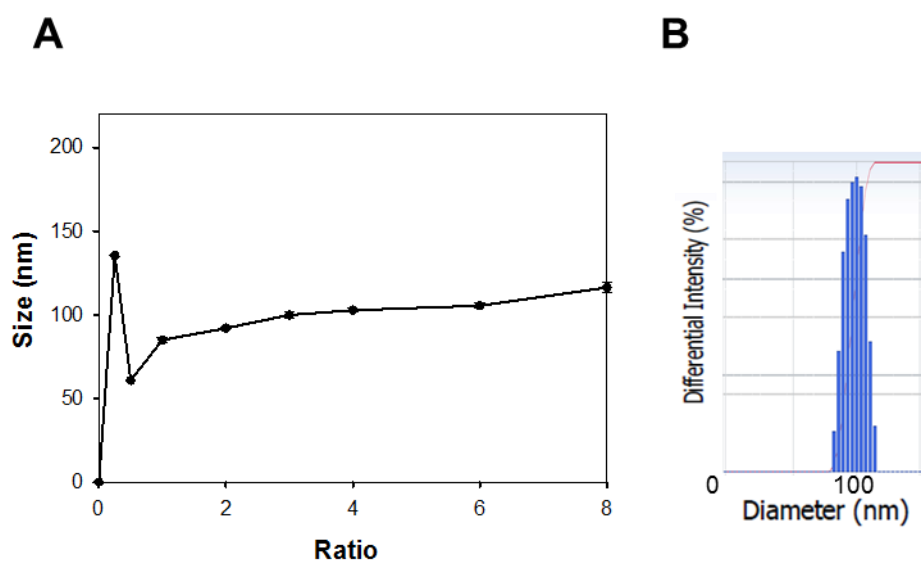 A
B
200
150
100
50
0
Size (nm)
0
2
4
6
8
Ratio
Differential Intensity (%)
0
100
Diameter (nm)